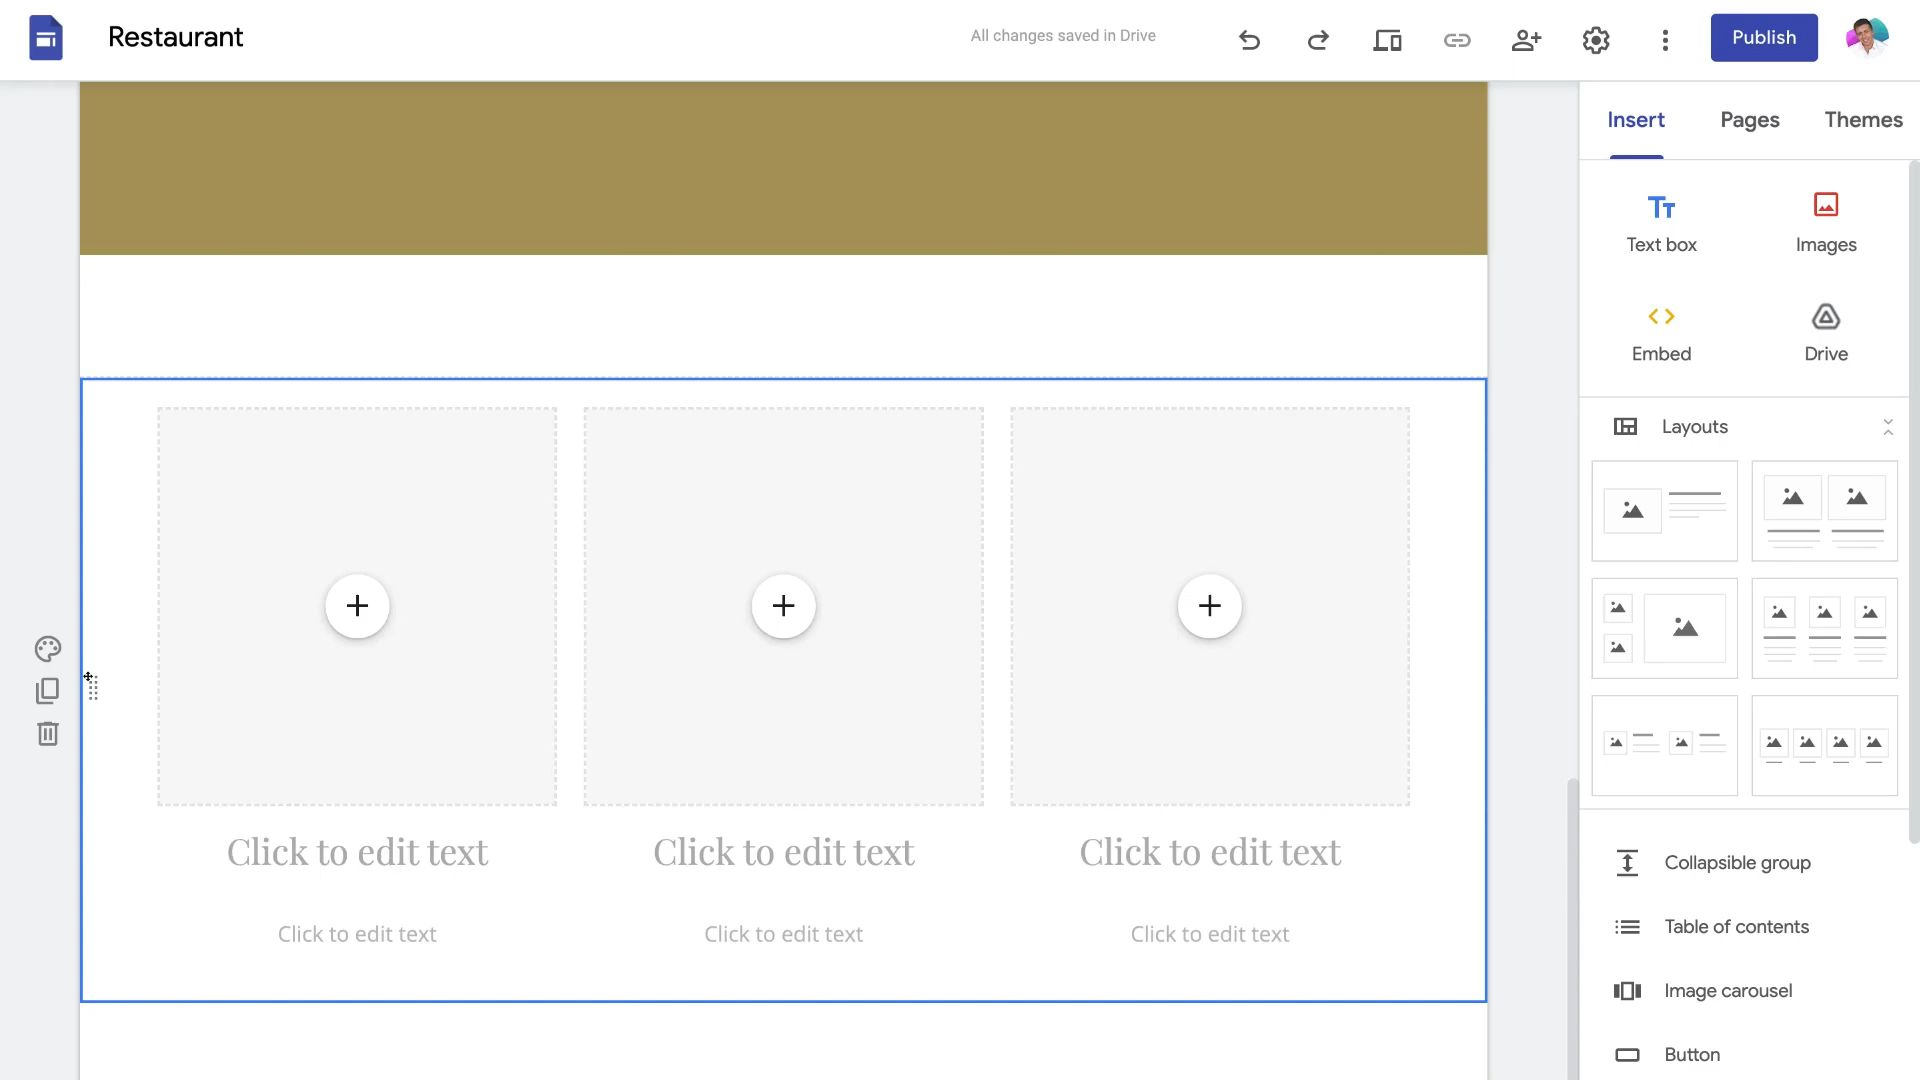 Restaurant
All changes saved in Drive
Publish
Insert
Pages
Themes
Text box
Images
Embed
Drive
Layouts
Click to edit text
Click to edit text
Click to edit text
Click to edit text
Click to edit text
Click to edit text
Collapsible group
Table of contents
Image carousel
Button